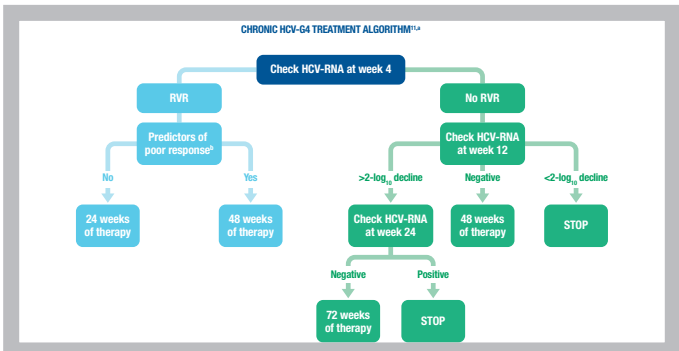 CHRONIC HCV-G4 TREATMENT ALGORITHM¹¹,ᵃ
Check HCV-RNA at week 4
RVR
No RVR
Predictors of
poor responseᵇ
Check HCV-RNA
at week 12
No
Yes
>2-log₁₀ decline
Negative
<2-log₁₀ decline
24 weeks
of therapy
48 weeks
of therapy
Check HCV-RNA
at week 24
48 weeks
of therapy
STOP
Negative
Positive
72 weeks
of therapy
STOP